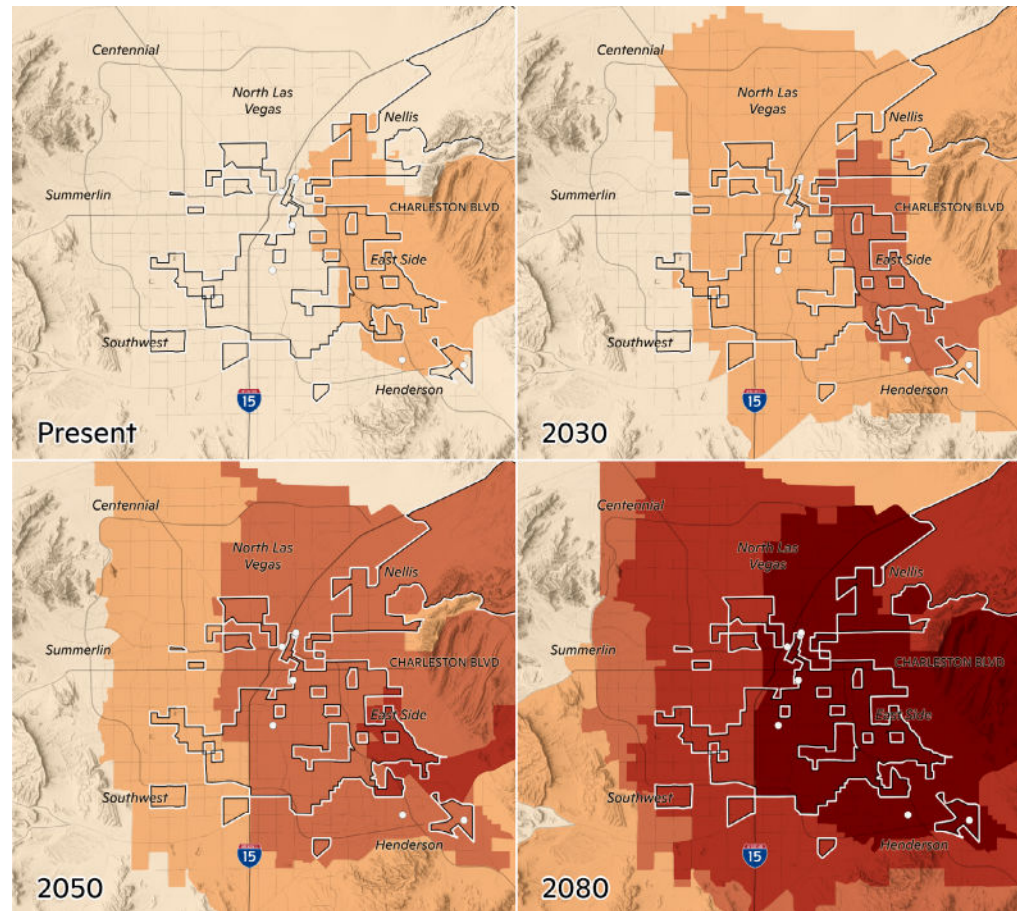 Centennial
North Las
Vegas
Nellis
Summerlin
CHARLESTON BLVD
East Side
Southwest
Henderson
15
Present
Centennial
North Las
Vegas
Nellis
Summerlin
CHARLESTON BLVD
East Side
Southwest
Henderson
15
2030
Centennial
North Las
Vegas
Nellis
Summerlin
CHARLESTON BLVD
East Side
Southwest
Henderson
15
2050
Centennial
North Las
Vegas
Nellis
Summerlin
CHARLESTON BLVD
East Side
Southwest
Henderson
15
2080